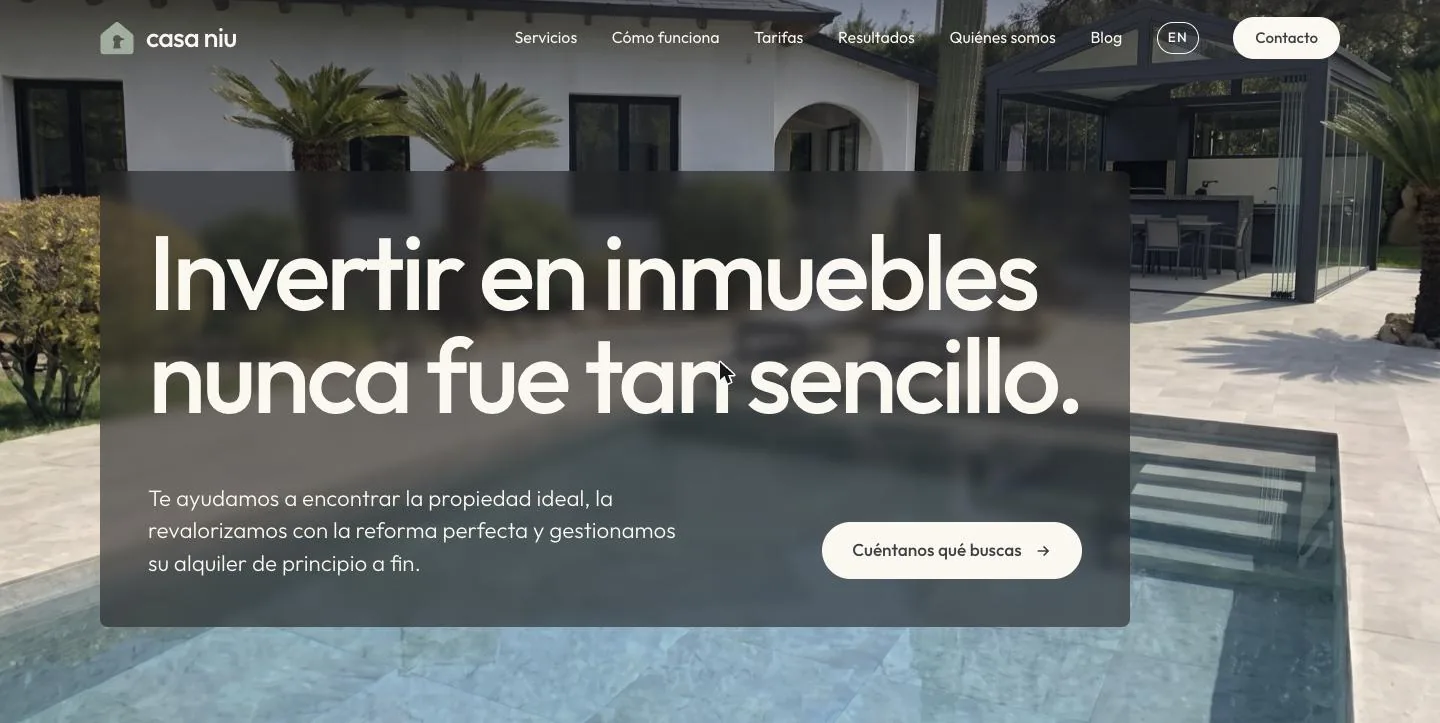 casa niu
Servicios
Cómo funciona
Tarifas
Resultados
Quiénes somos
Blog
EN
Contacto
Invertir en inmuebles
nunca fue tan sencillo.
Te ayudamos a encontrar la propiedad ideal, la
revalorizamos con la reforma perfecta y gestionamos
su alquiler de principio a fin.
Cuéntanos qué buscas →